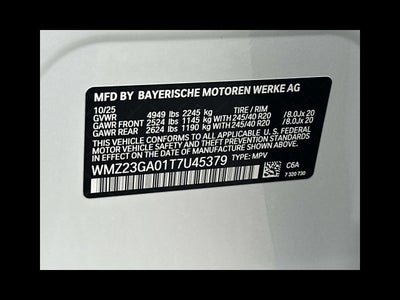 MFD BY BAYERISCHE MOTOREN WERKE AG
10/25
GVWR 4949 lbs 2245 kg TIRE / RIM
GAWR FRONT 2524 lbs 1145 kg WITH 245/40 R20 /8.0Jx 20
GAWR REAR 2624 lbs 1190 kg WITH 245/40 R20 /8.0Jx 20
THIS VEHICLE CONFORMS TO ALL APPLICABLE U. S. FEDERAL
MOTOR VEHICLE SAFETY AND THEFT PREVENTION STANDARDS
IN EFFECT ON THE DATE OF MANUFACTURE SHOWN ABOVE.
WMZ23GA01T7U45379 TYPE: MPV
C6A
7 320 730